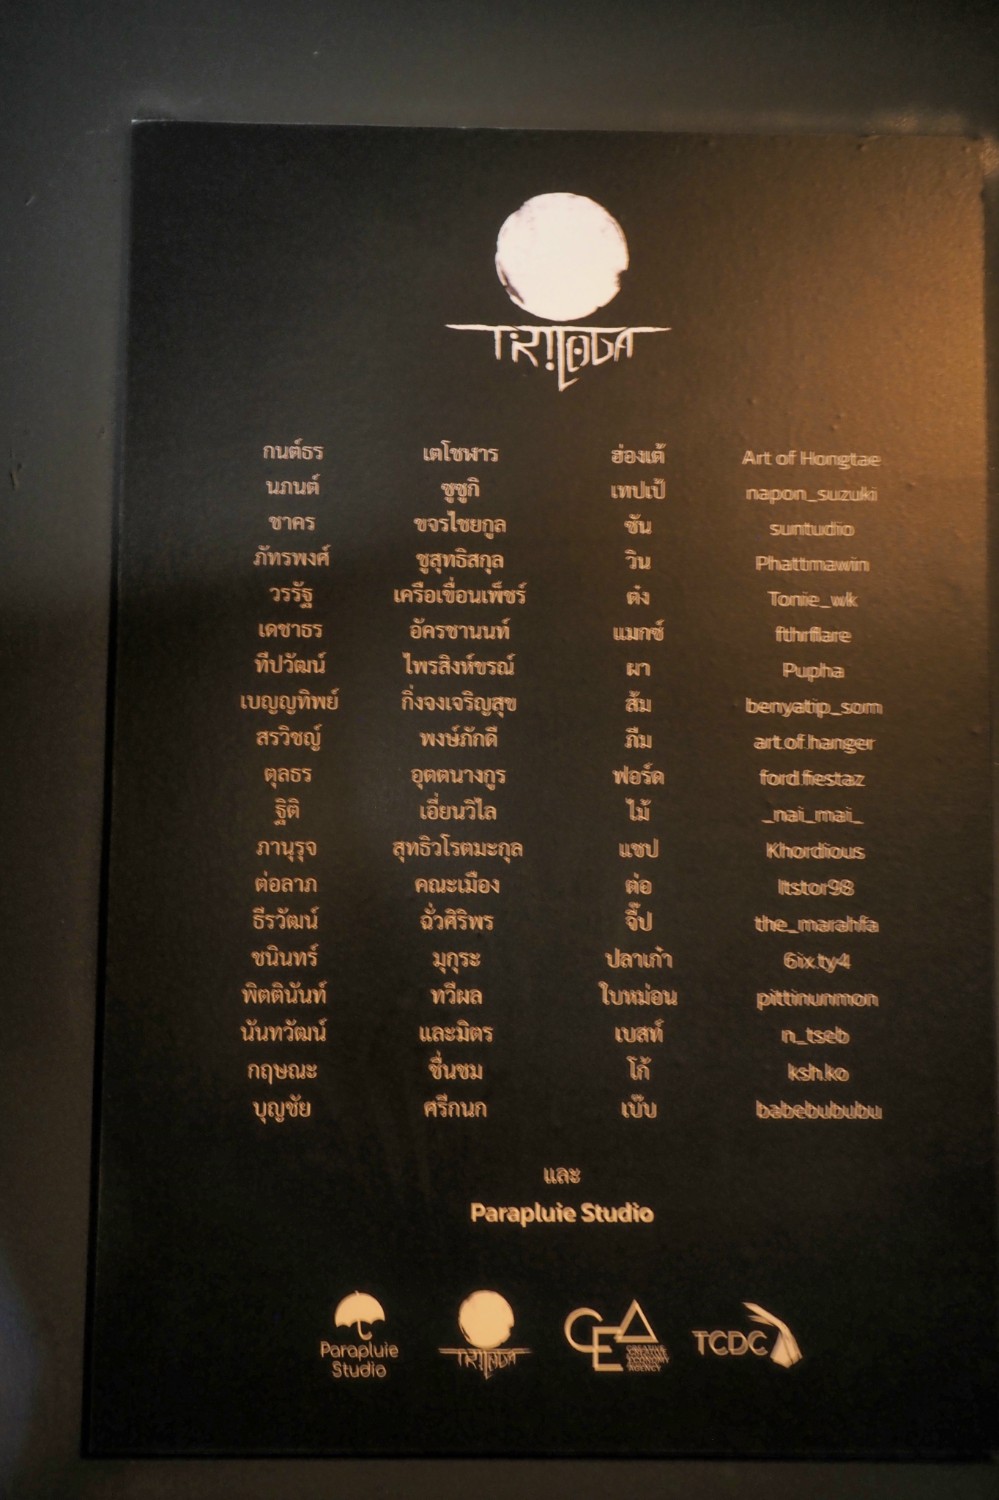 TRILOGA
กนต์ธร เตโชฬาร ฮ่องเต้ Art of Hongtae
นภนต์ ซูซูกิ เทปเป้ napon_suzuki
ชาคร ขจรไชยกูล ซัน suntudio
ภัทรพงศ์ ชูสุทธิสกุล วิน Phattmawin
วรรัฐ เครือเขื่อนเพ็ชร์ ต๋ง Tonie_wk
เดชาธร อัครชานนท์ แมกซ์ fthrflare
ทีปวัฒน์ ไพรสิงห์ขรณ์ ผา Pupha
เบญญทิพย์ กิ่งจงเจริญสุข ส้ม benyatip_som
สรวิชญ์ พงษ์ภักดี ภีม art.of.hanger
ตุลธร อุตตนางกูร ฟอร์ด ford.fiestaz
ฐิติ เอี่ยนวิไล ไม้ _nai_mai_
ภานุรุจ สุทธิวโรตมะกุล แชป Khordious
ต่อลาภ คณะเมือง ต่อ Itstor98
ธีรวัฒน์ ฉั่วศิริพร จี๊ป the_marahfa
ชนินทร์ มุกุระ ปลาเก๋า 6ix.ty4
พิตตินันท์ ทวีผล ใบหม่อน pittinunmon
นันทวัฒน์ และมิตร เบสท์ n_tseb
กฤษณะ ชื่นชม โก้ ksh.ko
บุญชัย ศรีกนก เบ๊บ babebububu
และ
Parapluie Studio
Parapluie Studio TRILOGA CEA CREATIVE ECONOMY AGENCY TCDC